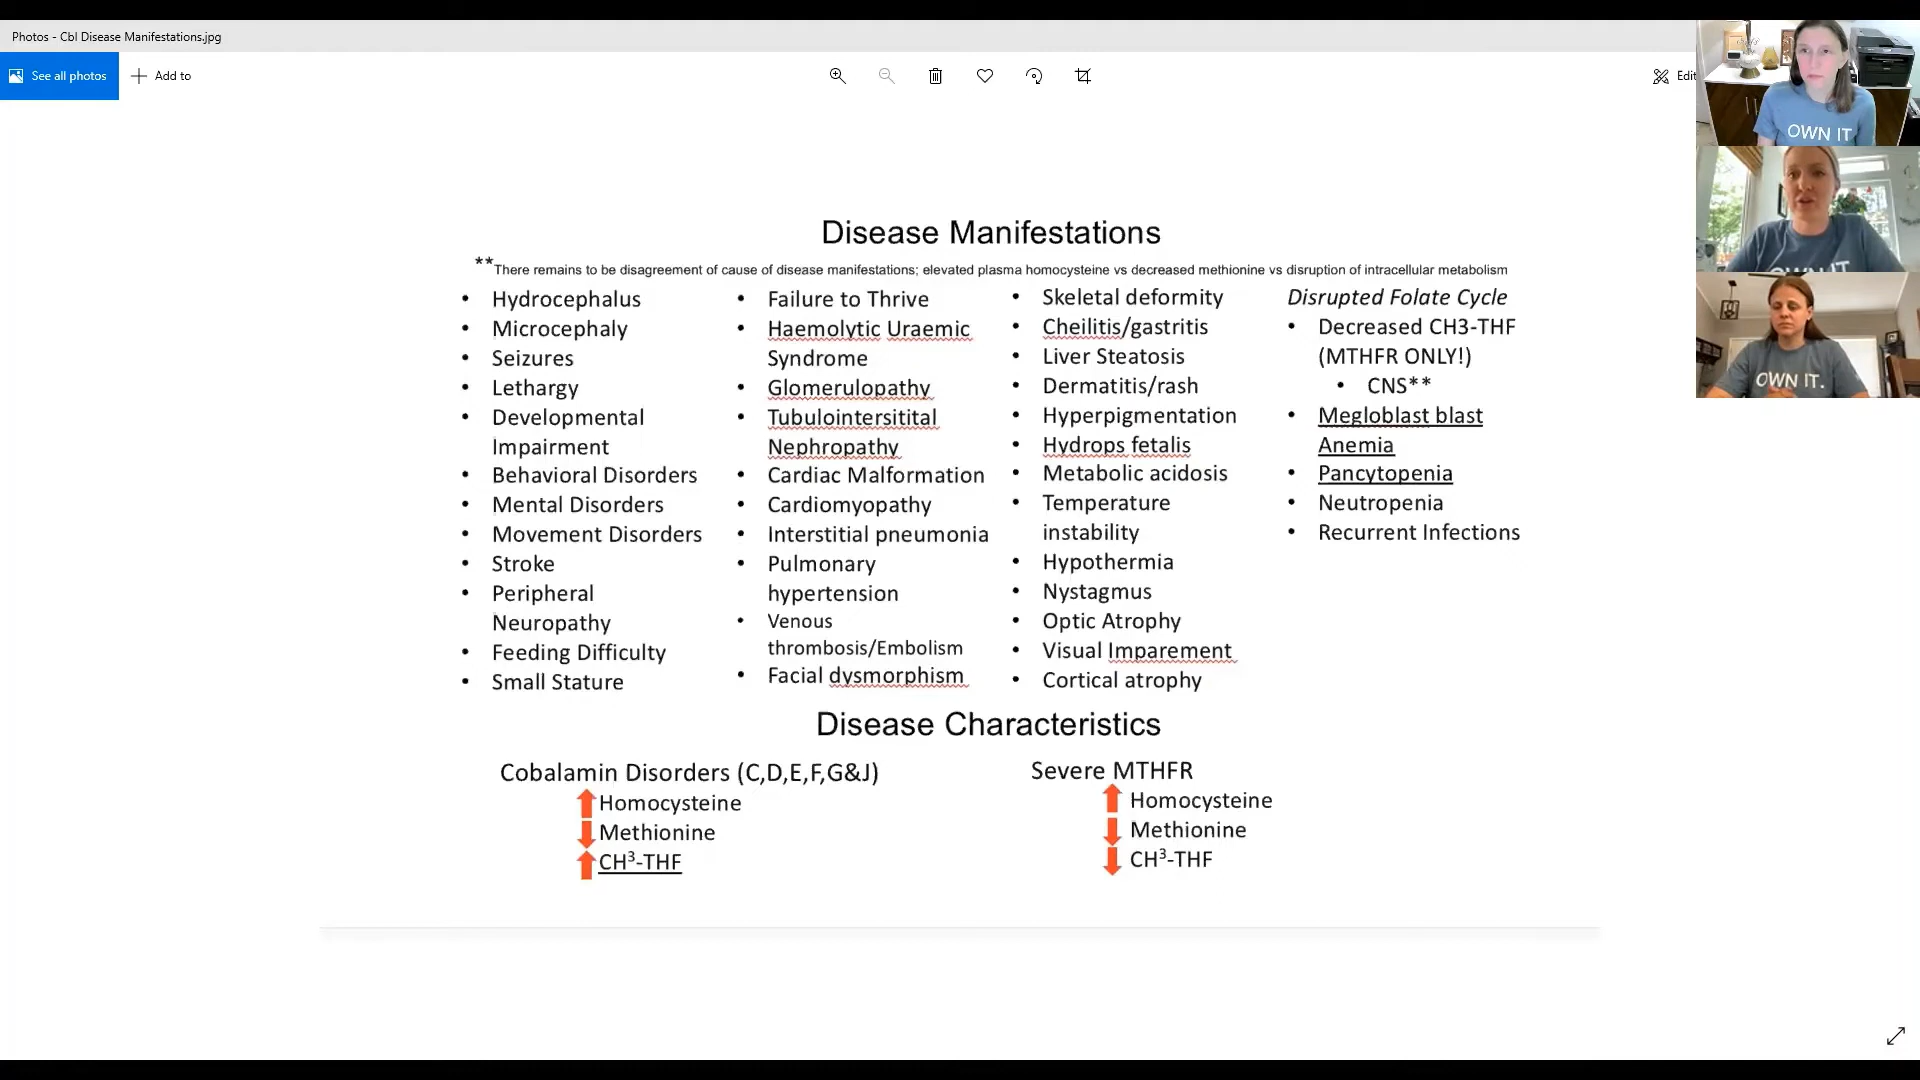 Photos - Cbl Disease Manifestations.jpg
See all photos
Add to
Edit
OWN IT
OWN IT
OWN IT.
Disease Manifestations
**There remains to be disagreement of cause of disease manifestations; elevated plasma homocysteine vs decreased methionine vs disruption of intracellular metabolism
• Hydrocephalus
• Microcephaly
• Seizures
• Lethargy
• Developmental
Impairment
• Behavioral Disorders
• Mental Disorders
• Movement Disorders
• Stroke
• Peripheral
Neuropathy
• Feeding Difficulty
• Small Stature
• Failure to Thrive
• Haemolytic Uraemic
Syndrome
• Glomerulopathy
• Tubulointersitital
Nephropathy
• Cardiac Malformation
• Cardiomyopathy
• Interstitial pneumonia
• Pulmonary
hypertension
• Venous
thrombosis/Embolism
• Facial dysmorphism
• Skeletal deformity
• Cheilitis/gastritis
• Liver Steatosis
• Dermatitis/rash
• Hyperpigmentation
• Hydrops fetalis
• Metabolic acidosis
• Temperature
instability
• Hypothermia
• Nystagmus
• Optic Atrophy
• Visual Imparement
• Cortical atrophy
Disrupted Folate Cycle
• Decreased CH3-THF
(MTHFR ONLY!)
• CNS**
• Megloblast blast
Anemia
• Pancytopenia
• Neutropenia
• Recurrent Infections
Disease Characteristics
Cobalamin Disorders (C,D,E,F,G&J)
Homocysteine
Methionine
CH³-THF
Severe MTHFR
Homocysteine
Methionine
CH³-THF